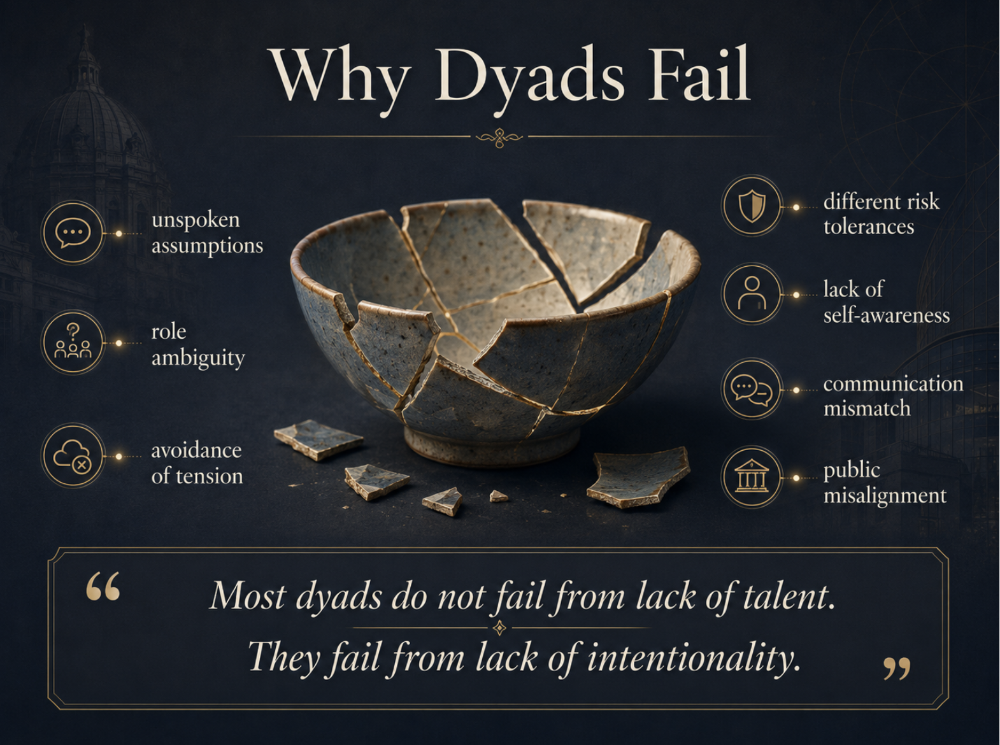 Why Dyads Fail
unspoken
assumptions
role
ambiguity
avoidance
of tension
different risk
tolerances
lack of
self-awareness
communication
mismatch
public
misalignment
“Most dyads do not fail from lack of talent.
They fail from lack of intentionality.”